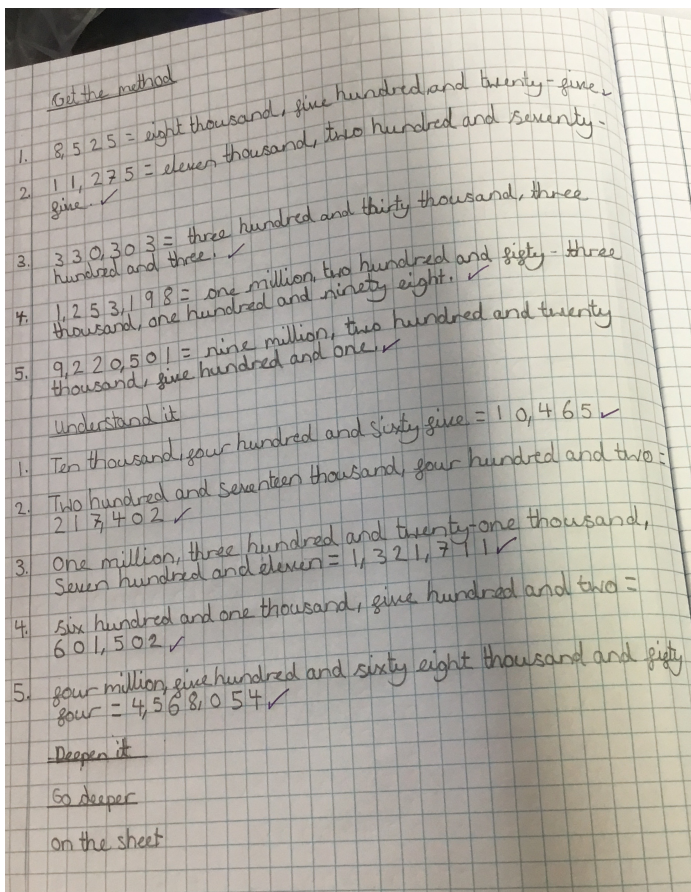 Get the method
1. 8,525 = eight thousand, five hundred, and twenty-five.
2. 11,275 = eleven thousand, two hundred and seventy-
five. ✓
3. 330,303 = three hundred and thirty thousand, three
hundred and three. ✓
4. 1,253,198 = one million, two hundred and fifty-three
thousand, one hundred and ninety eight. ✓
5. 9,220,501 = nine million, two hundred and twenty
thousand, five hundred and one. ✓
Understand it
1. Ten thousand, four hundred and sixty five = 10,465 ✓
2. Two hundred and seventeen thousand, four hundred and two =
217,402 ✓
3. One million, three hundred and twenty-one thousand,
Seven hundred and eleven = 1,321,711 ✓
4. six hundred and one thousand, five hundred and two =
601,502 ✓
5. four million, five hundred and sixty eight thousand and fifty
four = 4,568,054 ✓
Deepen it
Go deeper
on the sheet